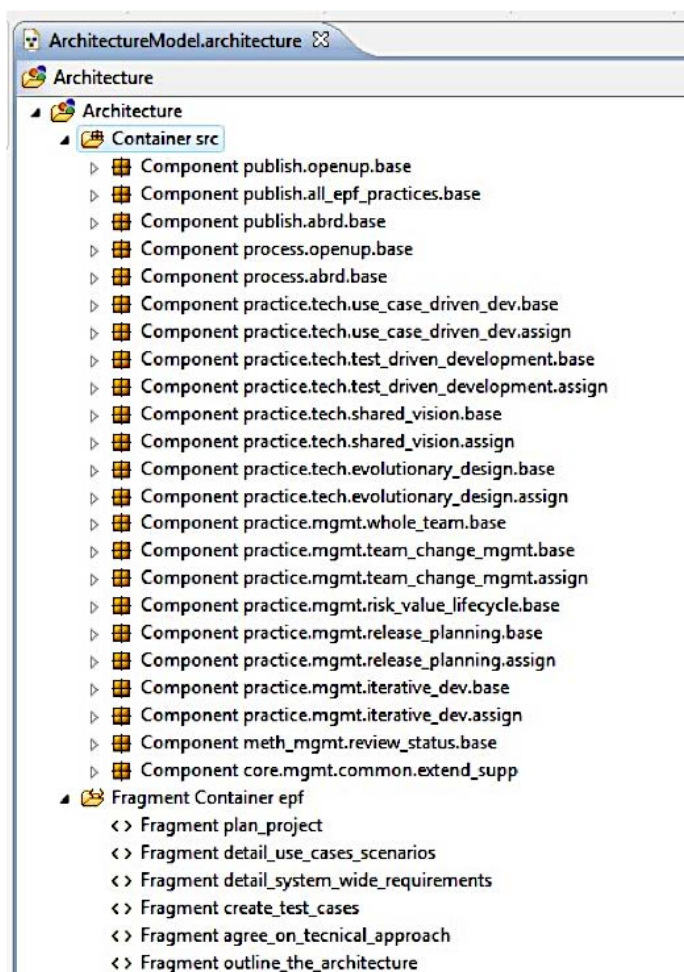 ArchitectureModel.architecture
Architecture
Architecture
Container src
Component publish.openup.base
Component publish.all_epf_practices.base
Component publish.abrd.base
Component process.openup.base
Component process.abrd.base
Component practice.tech.use_case_driven_dev.base
Component practice.tech.use_case_driven_dev.assign
Component practice.tech.test_driven_development.base
Component practice.tech.test_driven_development.assign
Component practice.tech.shared_vision.base
Component practice.tech.shared_vision.assign
Component practice.tech.evolutionary_design.base
Component practice.tech.evolutionary_design.assign
Component practice.mgmt.whole_team.base
Component practice.mgmt.team_change_mgmt.base
Component practice.mgmt.team_change_mgmt.assign
Component practice.mgmt.risk_value_lifecycle.base
Component practice.mgmt.release_planning.base
Component practice.mgmt.release_planning.assign
Component practice.mgmt.iterative_dev.base
Component practice.mgmt.iterative_dev.assign
Component meth_mgmt.review_status.base
Component core.mgmt.common.extend_supp
Fragment Container epf
<> Fragment plan_project
<> Fragment detail_use_cases_scenarios
<> Fragment detail_system_wide_requirements
<> Fragment create_test_cases
<> Fragment agree_on_tecnical_approach
<> Fragment outline_the_architecture